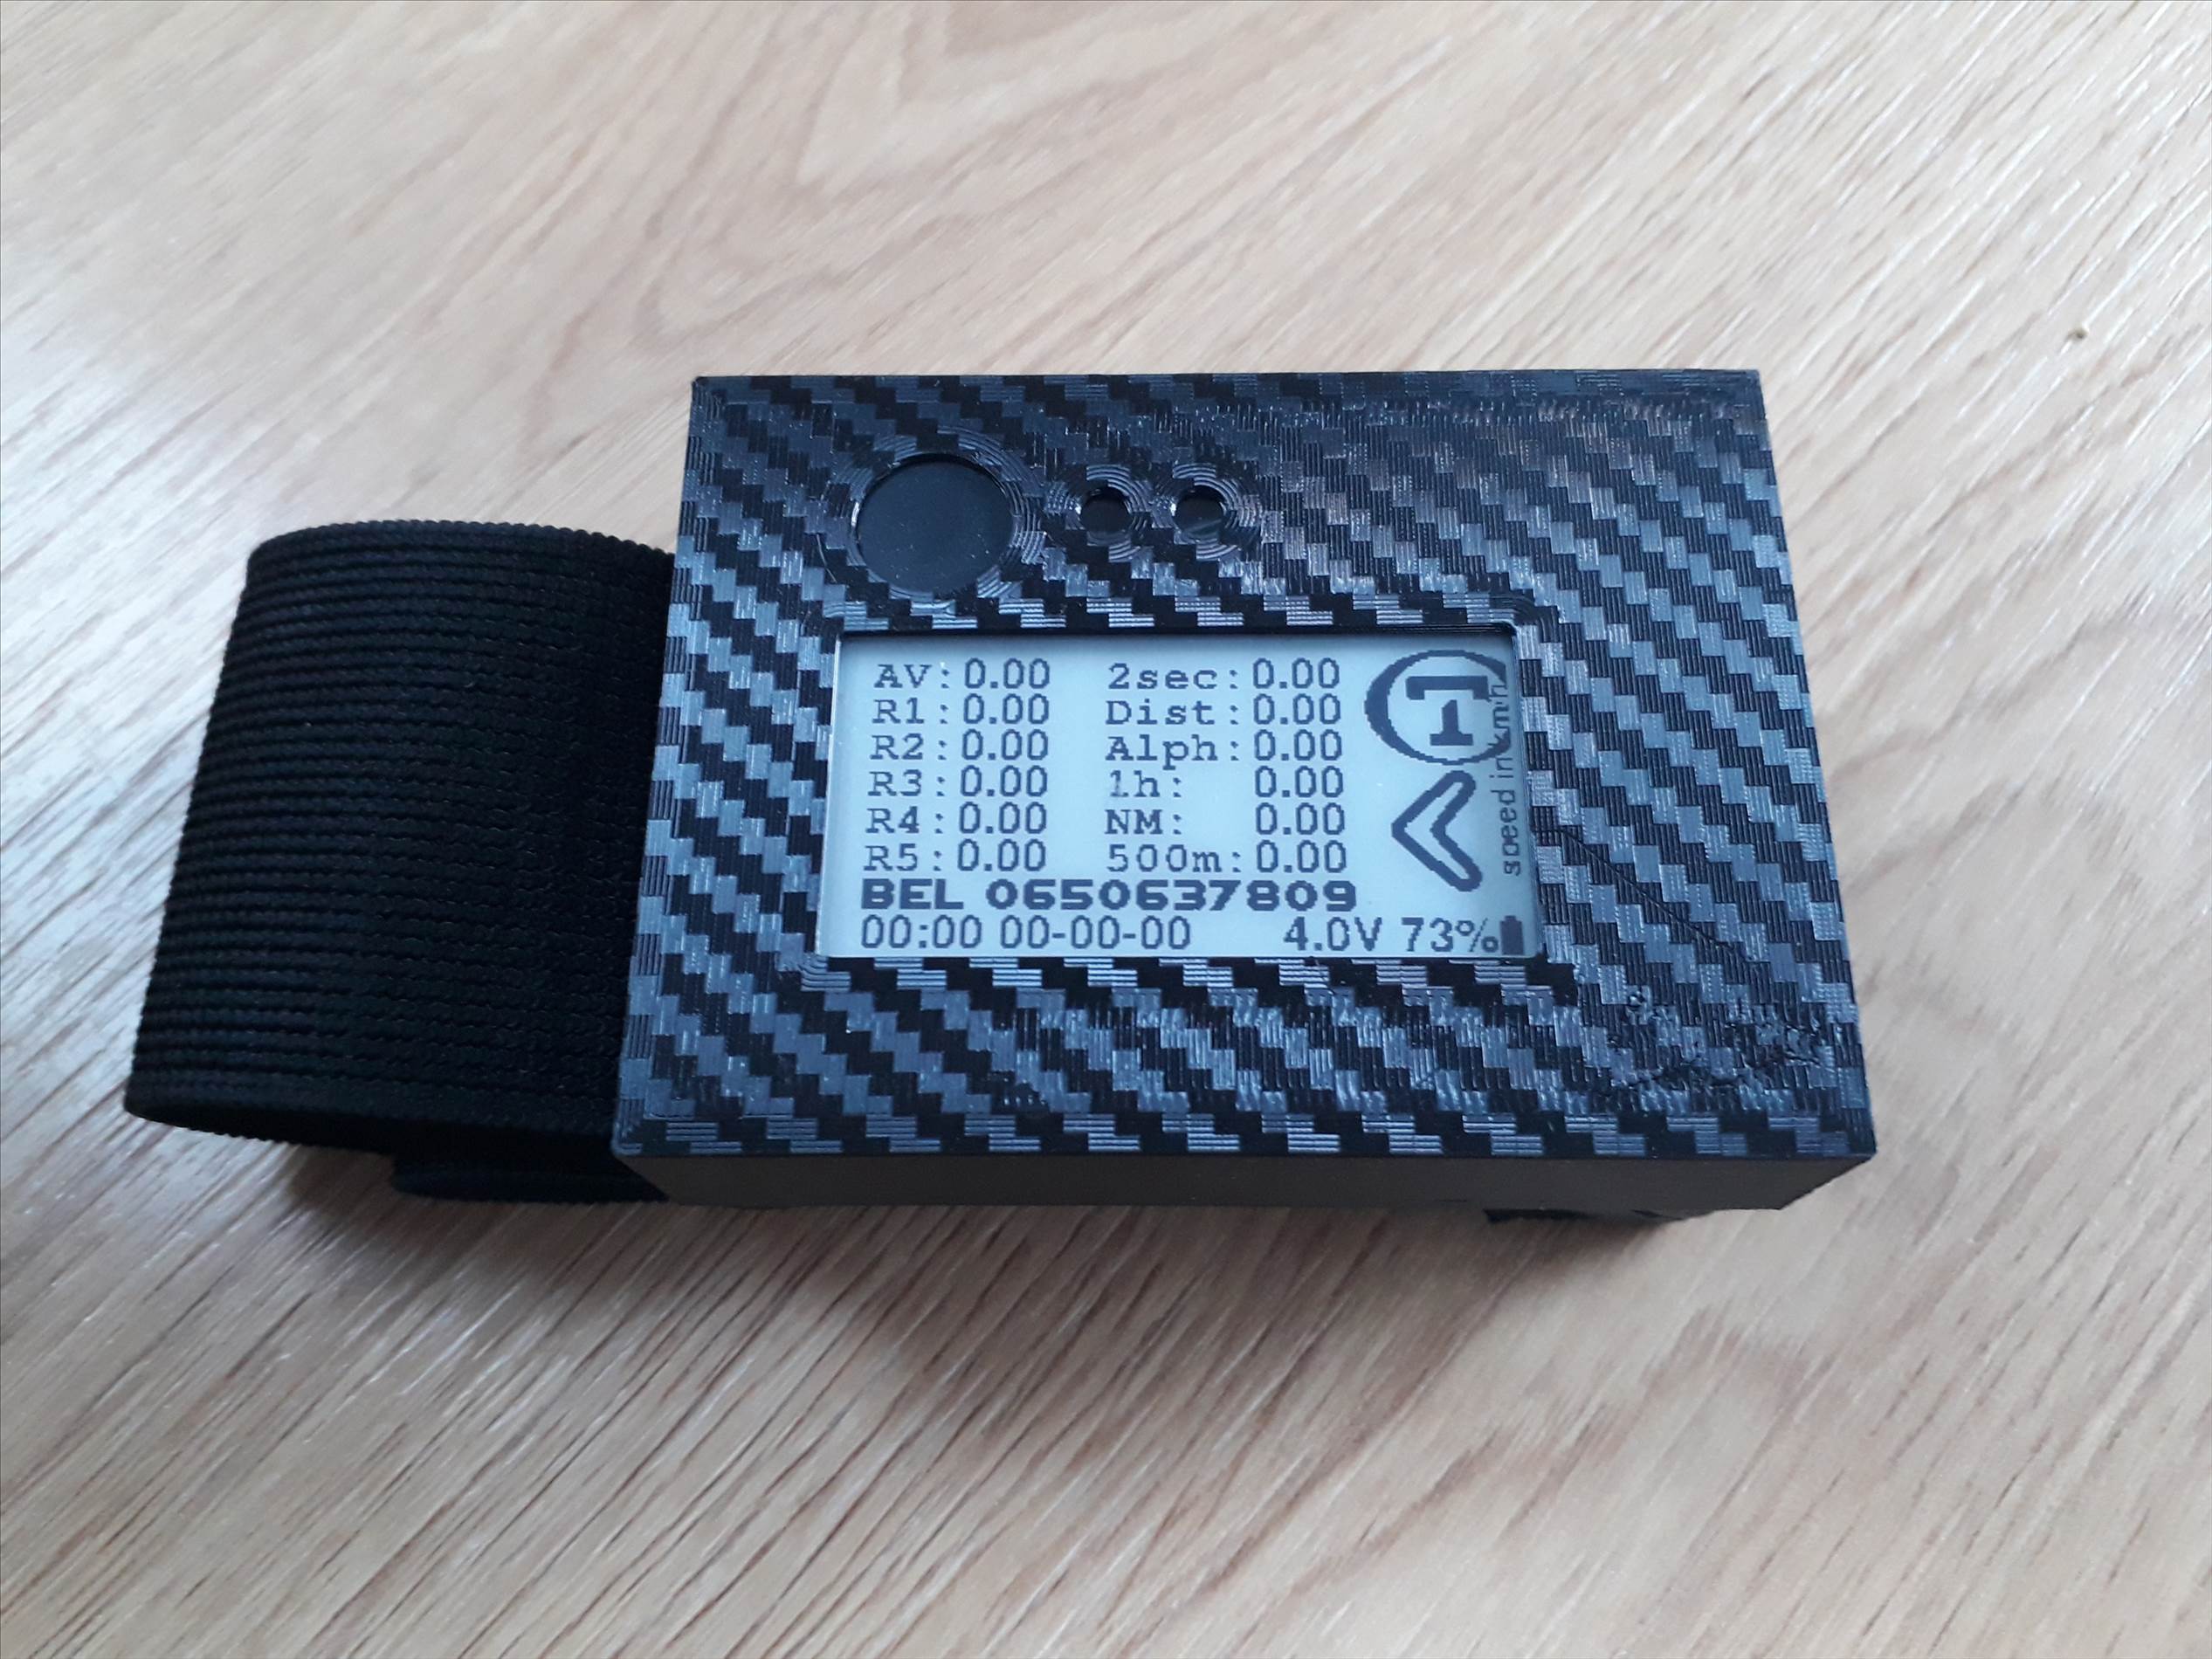 AV: 0.00 2sec: 0.00
R1: 0.00 Dist: 0.00
R2: 0.00 Alph: 0.00
R3: 0.00 1h: 0.00
R4: 0.00 NM: 0.00
R5: 0.00 500m: 0.00
BEL 0650637809
00:00 00-00-00 4.0V 73%
T
speed in km/h